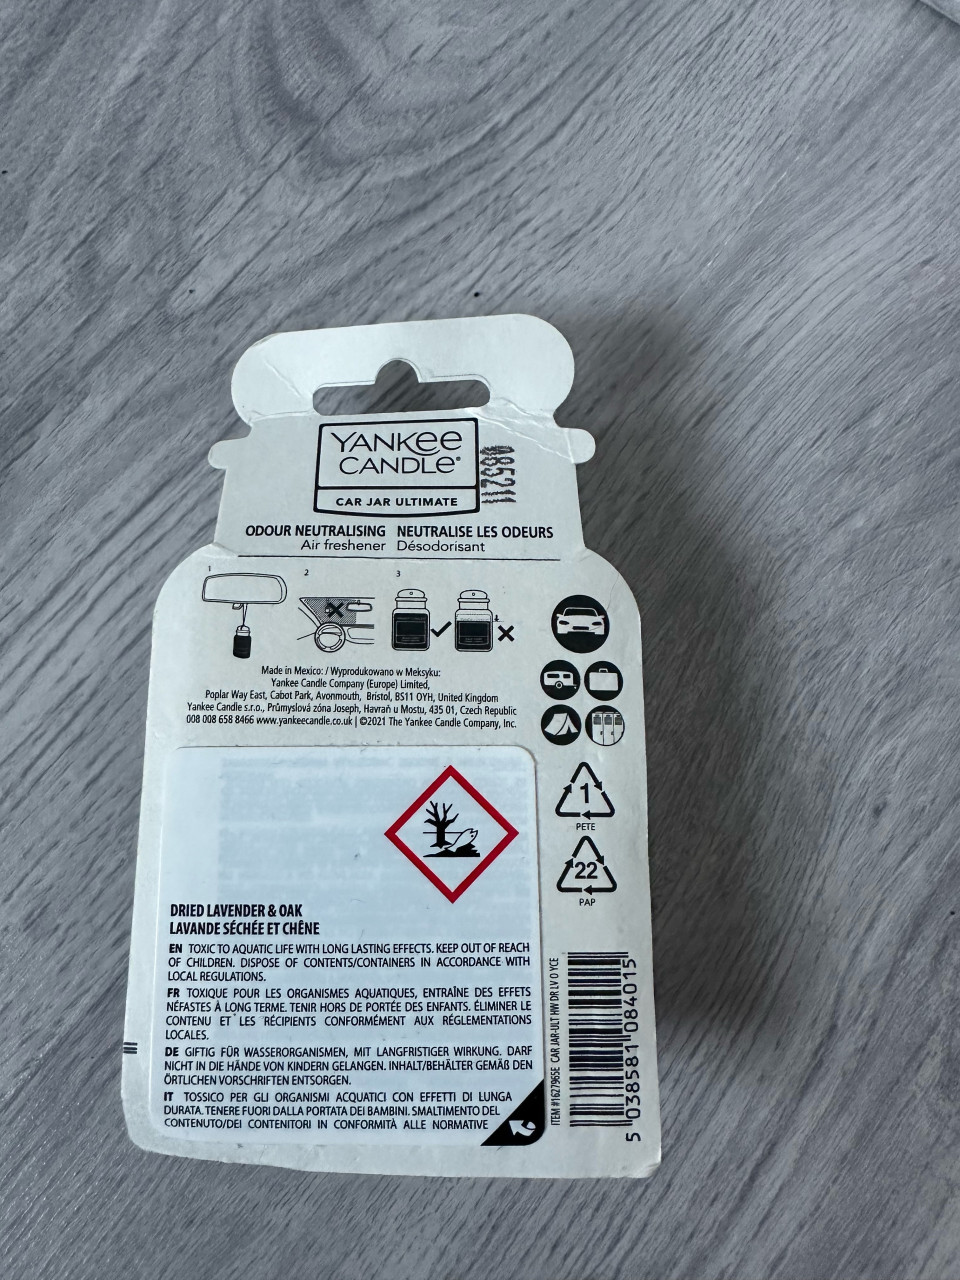 YANKEE
CANDLE®
CAR JAR ULTIMATE
ODOUR NEUTRALISING NEUTRALISE LES ODEURS
Air freshener Désodorisant
1
2
3
Made in Mexico: / Wyprodukowano w Meksyku:
Yankee Candle Company (Europe) Limited,
Poplar Way East, Cabot Park, Avonmouth, Bristol, BS11 0YH, United Kingdom
Yankee Candle s.r.o., Průmyslová zóna Joseph, Havraň u Mostu, 435 01, Czech Republic
008 008 658 8466 www.yankeecandle.co.uk | ©2021 The Yankee Candle Company, Inc.
1
PETE
22
PAP
DRIED LAVENDER & OAK
LAVANDE SÉCHÉE ET CHÊNE
EN TOXIC TO AQUATIC LIFE WITH LONG LASTING EFFECTS. KEEP OUT OF REACH
OF CHILDREN. DISPOSE OF CONTENTS/CONTAINERS IN ACCORDANCE WITH
LOCAL REGULATIONS.
FR TOXIQUE POUR LES ORGANISMES AQUATIQUES, ENTRAÎNE DES EFFETS
NÉFASTES À LONG TERME. TENIR HORS DE PORTÉE DES ENFANTS. ÉLIMINER LE
CONTENU ET LES RÉCIPIENTS CONFORMÉMENT AUX RÉGLEMENTATIONS
LOCALES.
DE GIFTIG FÜR WASSERORGANISMEN, MIT LANGFRISTIGER WIRKUNG. DARF
NICHT IN DIE HÄNDE VON KINDERN GELANGEN. INHALT/BEHÄLTER GEMÄß DEN
ÖRTLICHEN VORSCHRIFTEN ENTSORGEN.
IT TOSSICO PER GLI ORGANISMI ACQUATICI CON EFFETTI DI LUNGA
DURATA. TENERE FUORI DALLA PORTATA DEI BAMBINI. SMALTIMENTO DEL
CONTENUTO/DEI CONTENITORI IN CONFORMITÀ ALLE NORMATIVE
ITEM #1627965E CAR JAR-ULT HW DR LV O YCE
5 038581 084015